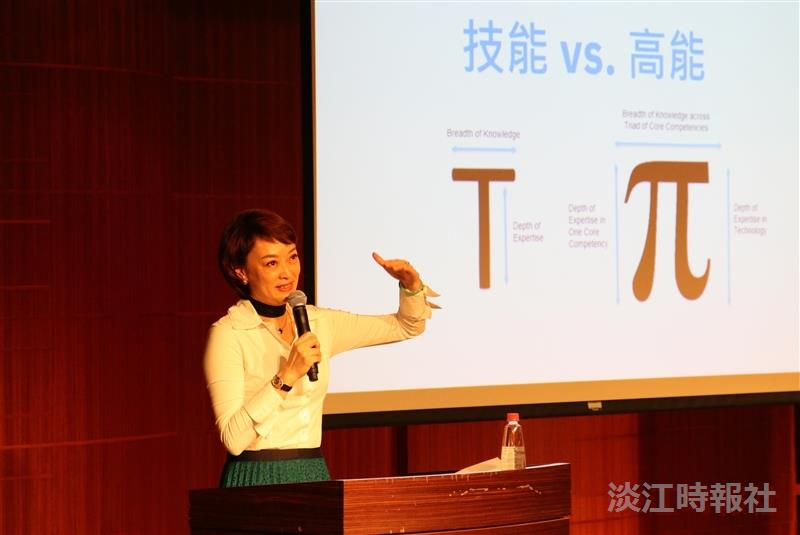 技能 vs. 高能
Breadth of Knowledge
Breadth of Knowledge across
Triad of Core Competencies
T
Depth of
Expertise
Depth of
Expertise in
One Core
Competency
π
Depth of
Expertise in
Technology
淡江時報社